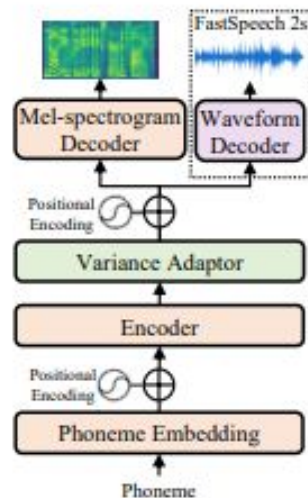 FastSpeech 2s
Mel-spectrogram
Decoder
Waveform
Decoder
Positional
Encoding
Variance Adaptor
Encoder
Positional
Encoding
Phoneme Embedding
Phoneme